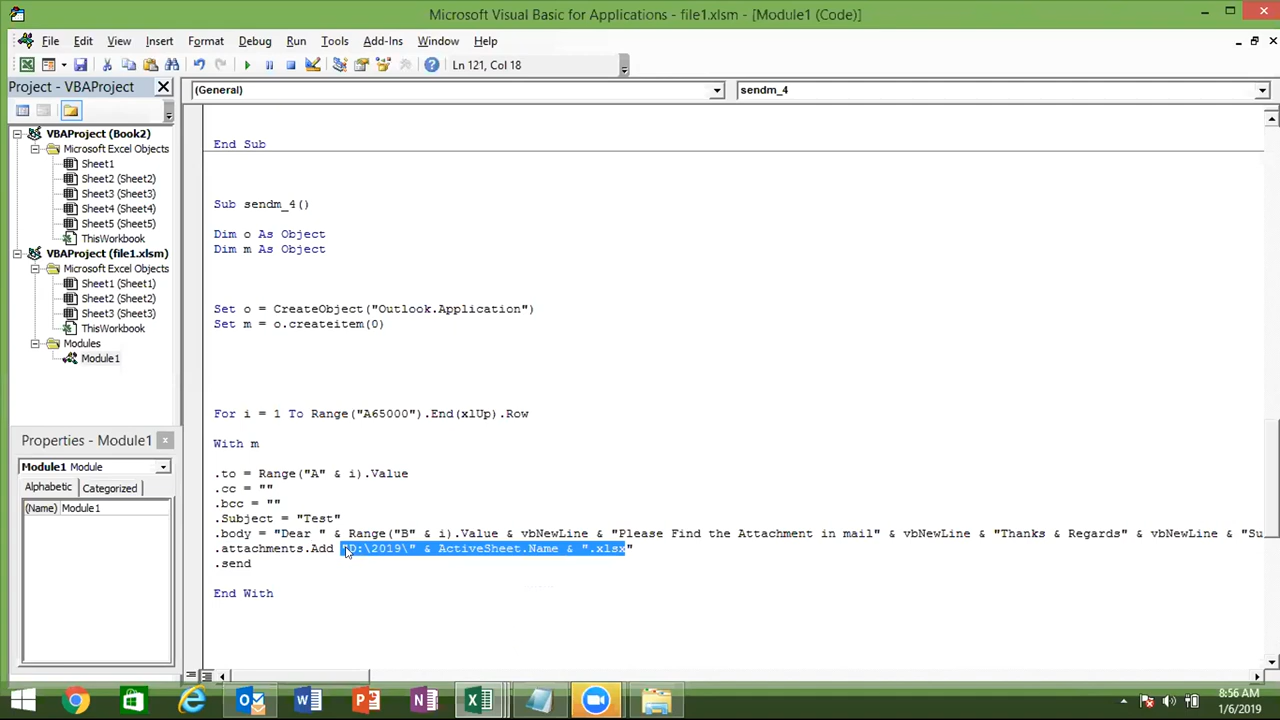 Microsoft Visual Basic for Applications - file1.xlsm - [Module1 (Code)]
File Edit View Insert Format Debug Run Tools Add-Ins Window Help
Ln 121, Col 18
Project - VBAProject
(General)
sendm_4
VBAProject (Book2)
Microsoft Excel Objects
Sheet1
Sheet2 (Sheet2)
Sheet3 (Sheet3)
Sheet4 (Sheet4)
Sheet5 (Sheet5)
ThisWorkbook
VBAProject (file1.xlsm)
Microsoft Excel Objects
Sheet1 (Sheet1)
Sheet2 (Sheet2)
Sheet3 (Sheet3)
ThisWorkbook
Modules
Module1
Properties - Module1
Module1 Module
Alphabetic Categorized
(Name) Module1
End Sub
Sub sendm_4()
Dim o As Object
Dim m As Object
Set o = CreateObject("Outlook.Application")
Set m = o.createitem(0)
For i = 1 To Range("A65000").End(xlUp).Row
With m
.to = Range("A" & i).Value
.cc = ""
.bcc = ""
.Subject = "Test"
.body = "Dear " & Range("B" & i).Value & vbNewLine & "Please Find the Attachment in mail" & vbNewLine & "Thanks & Regards" & vbNewLine & "Su
.attachments.Add "D:\2019\" & ActiveSheet.Name & ".xlsx"
.send
End With
8:56 AM
1/6/2019